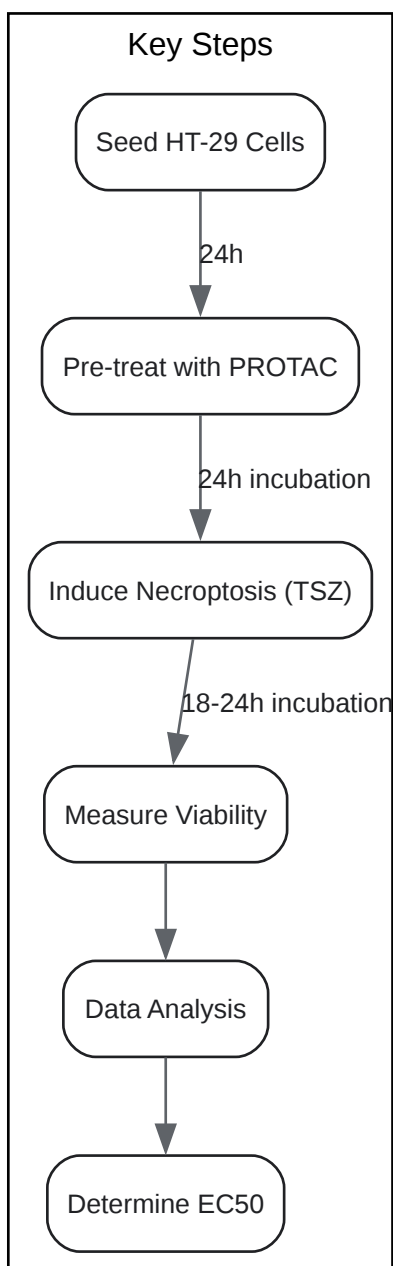 Key Steps
Seed HT-29 Cells
24h
Pre-treat with PROTAC
24h incubation
Induce Necroptosis (TSZ)
18-24h incubation
Measure Viability
Data Analysis
Determine EC50